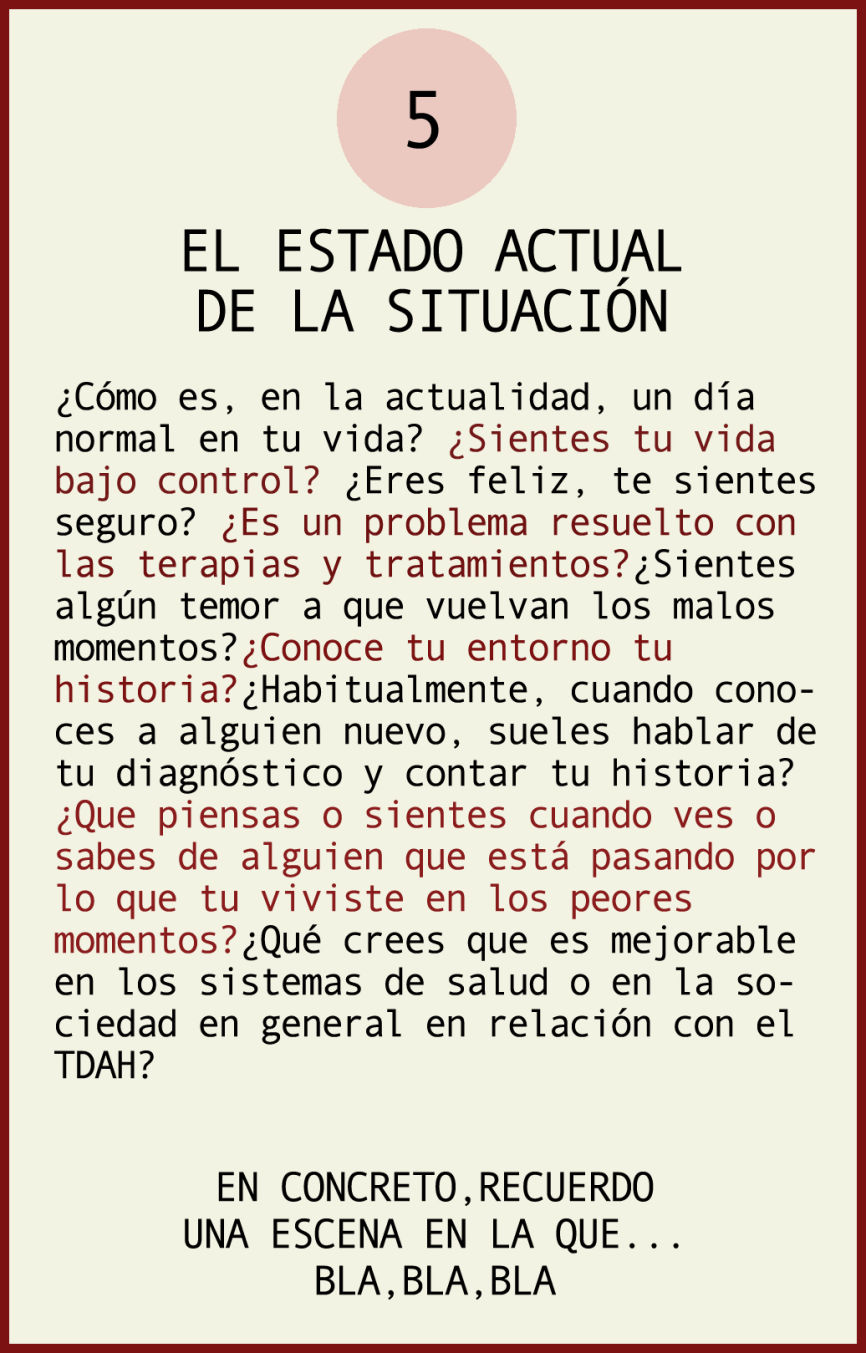 5
EL ESTADO ACTUAL
DE LA SITUACIÓN
¿Cómo es, en la actualidad, un día
normal en tu vida? ¿Sientes tu vida
bajo control? ¿Eres feliz, te sientes
seguro? ¿Es un problema resuelto con
las terapias y tratamientos?¿Sientes
algún temor a que vuelvan los malos
momentos?¿Conoce tu entorno tu
historia?¿Habitualmente, cuando cono-
ces a alguien nuevo, sueles hablar de
tu diagnóstico y contar tu historia?
¿Que piensas o sientes cuando ves o
sabes de alguien que está pasando por
lo que tu viviste en los peores
momentos?¿Qué crees que es mejorable
en los sistemas de salud o en la so-
ciedad en general en relación con el
TDAH?
EN CONCRETO,RECUERDO
UNA ESCENA EN LA QUE...
BLA,BLA,BLA